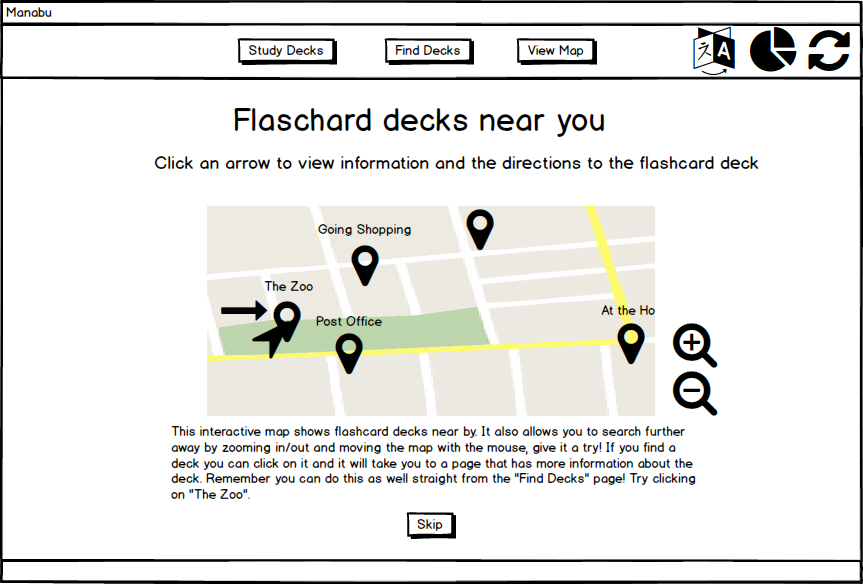 Manabu
Study Decks
Find Decks
View Map
A
Flaschard decks near you
Click an arrow to view information and the directions to the flashcard deck
Going Shopping
The Zoo
Post Office
At the Ho
This interactive map shows flashcard decks near by. It also allows you to search further
away by zooming in/out and moving the map with the mouse, give it a try! If you find a
deck you can click on it and it will take you to a page that has more information about the
deck. Remember you can do this as well straight from the "Find Decks" page! Try clicking
on "The Zoo".
Skip